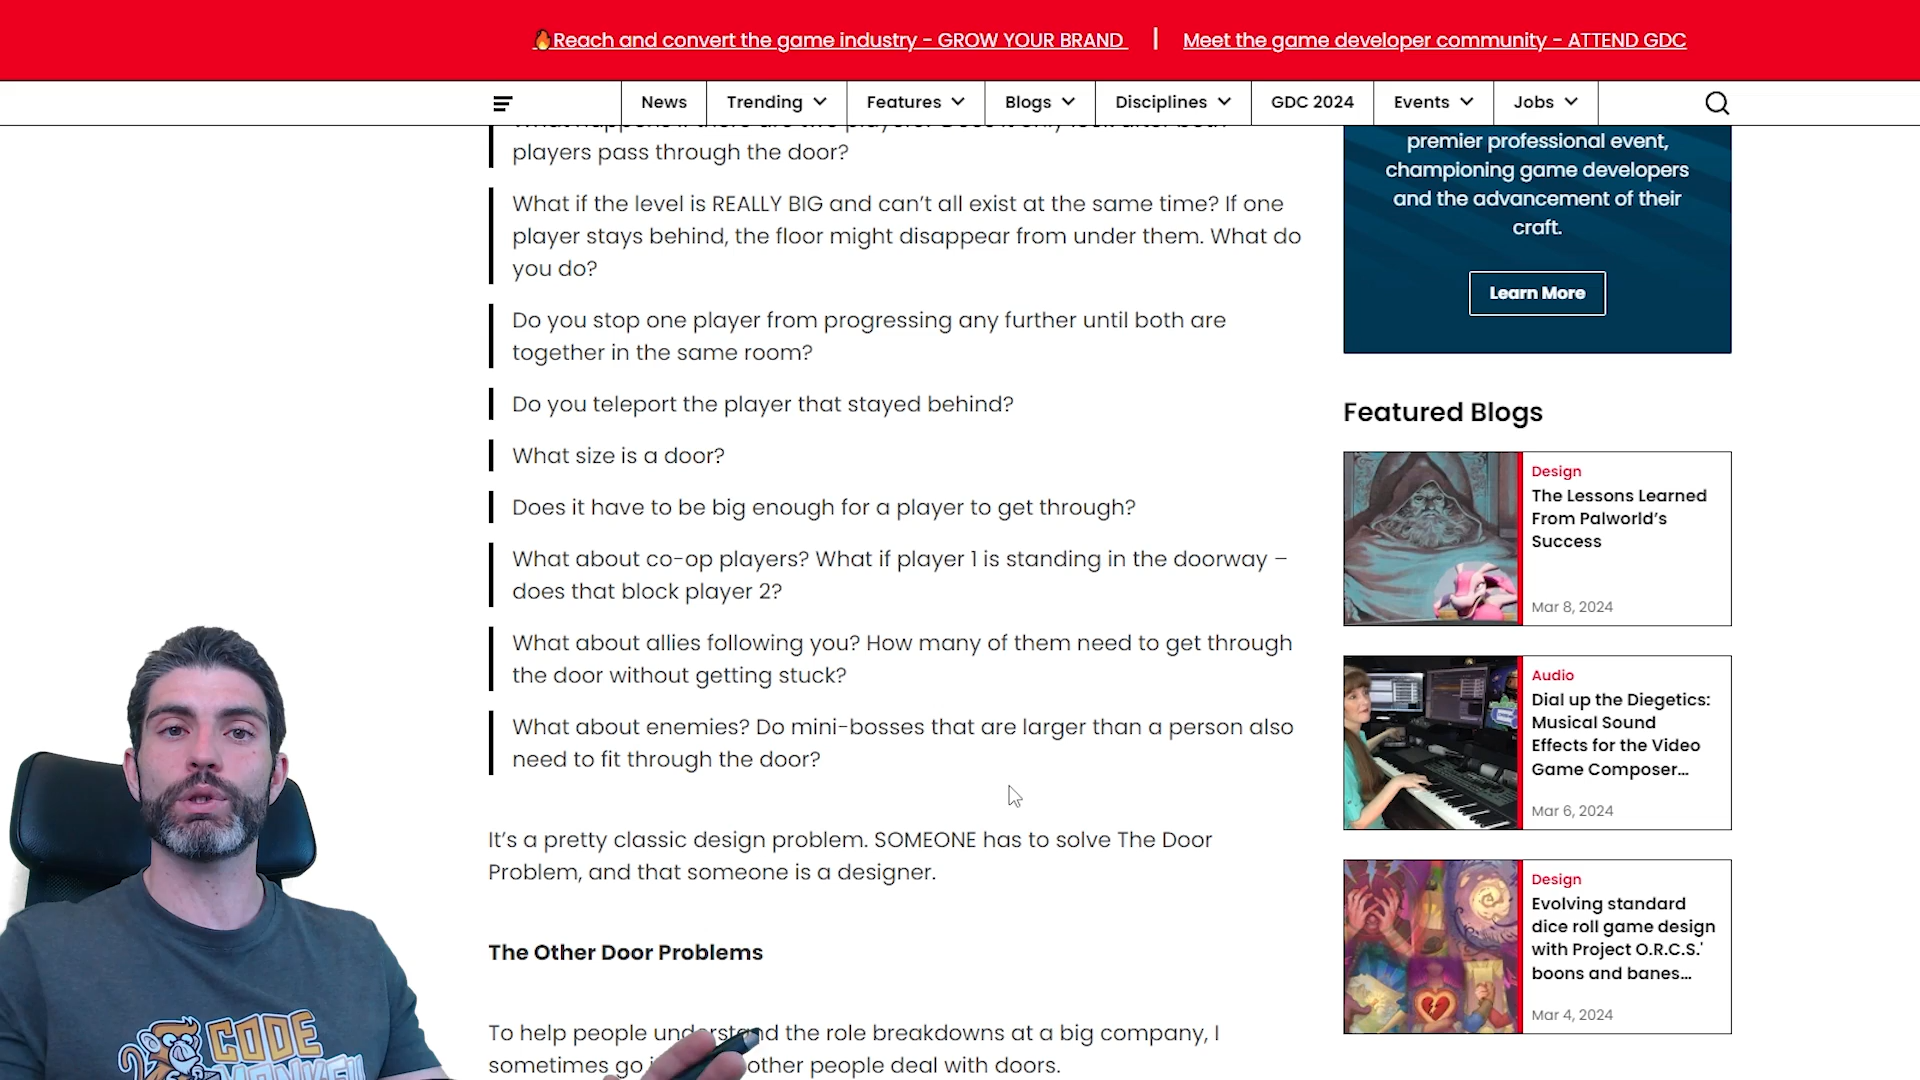 🔥Reach and convert the game industry - GROW YOUR BRAND | Meet the game developer community - ATTEND GDC
News Trending Features Blogs Disciplines GDC 2024 Events Jobs
players pass through the door?
What if the level is REALLY BIG and can't all exist at the same time? If one
player stays behind, the floor might disappear from under them. What do
you do?
Do you stop one player from progressing any further until both are
together in the same room?
Do you teleport the player that stayed behind?
What size is a door?
Does it have to be big enough for a player to get through?
What about co-op players? What if player 1 is standing in the doorway –
does that block player 2?
What about allies following you? How many of them need to get through
the door without getting stuck?
What about enemies? Do mini-bosses that are larger than a person also
need to fit through the door?
It's a pretty classic design problem. SOMEONE has to solve The Door
Problem, and that someone is a designer.
The Other Door Problems
To help people understand the role breakdowns at a big company, I
sometimes go other people deal with doors.
premier professional event,
championing game developers
and the advancement of their
craft.
Learn More
Featured Blogs
Design
The Lessons Learned
From Palworld's
Success
Mar 8, 2024
Audio
Dial up the Diegetics:
Musical Sound
Effects for the Video
Game Composer...
Mar 6, 2024
Design
Evolving standard
dice roll game design
with Project O.R.C.S.'
boons and banes...
Mar 4, 2024
CODE
MONKEY